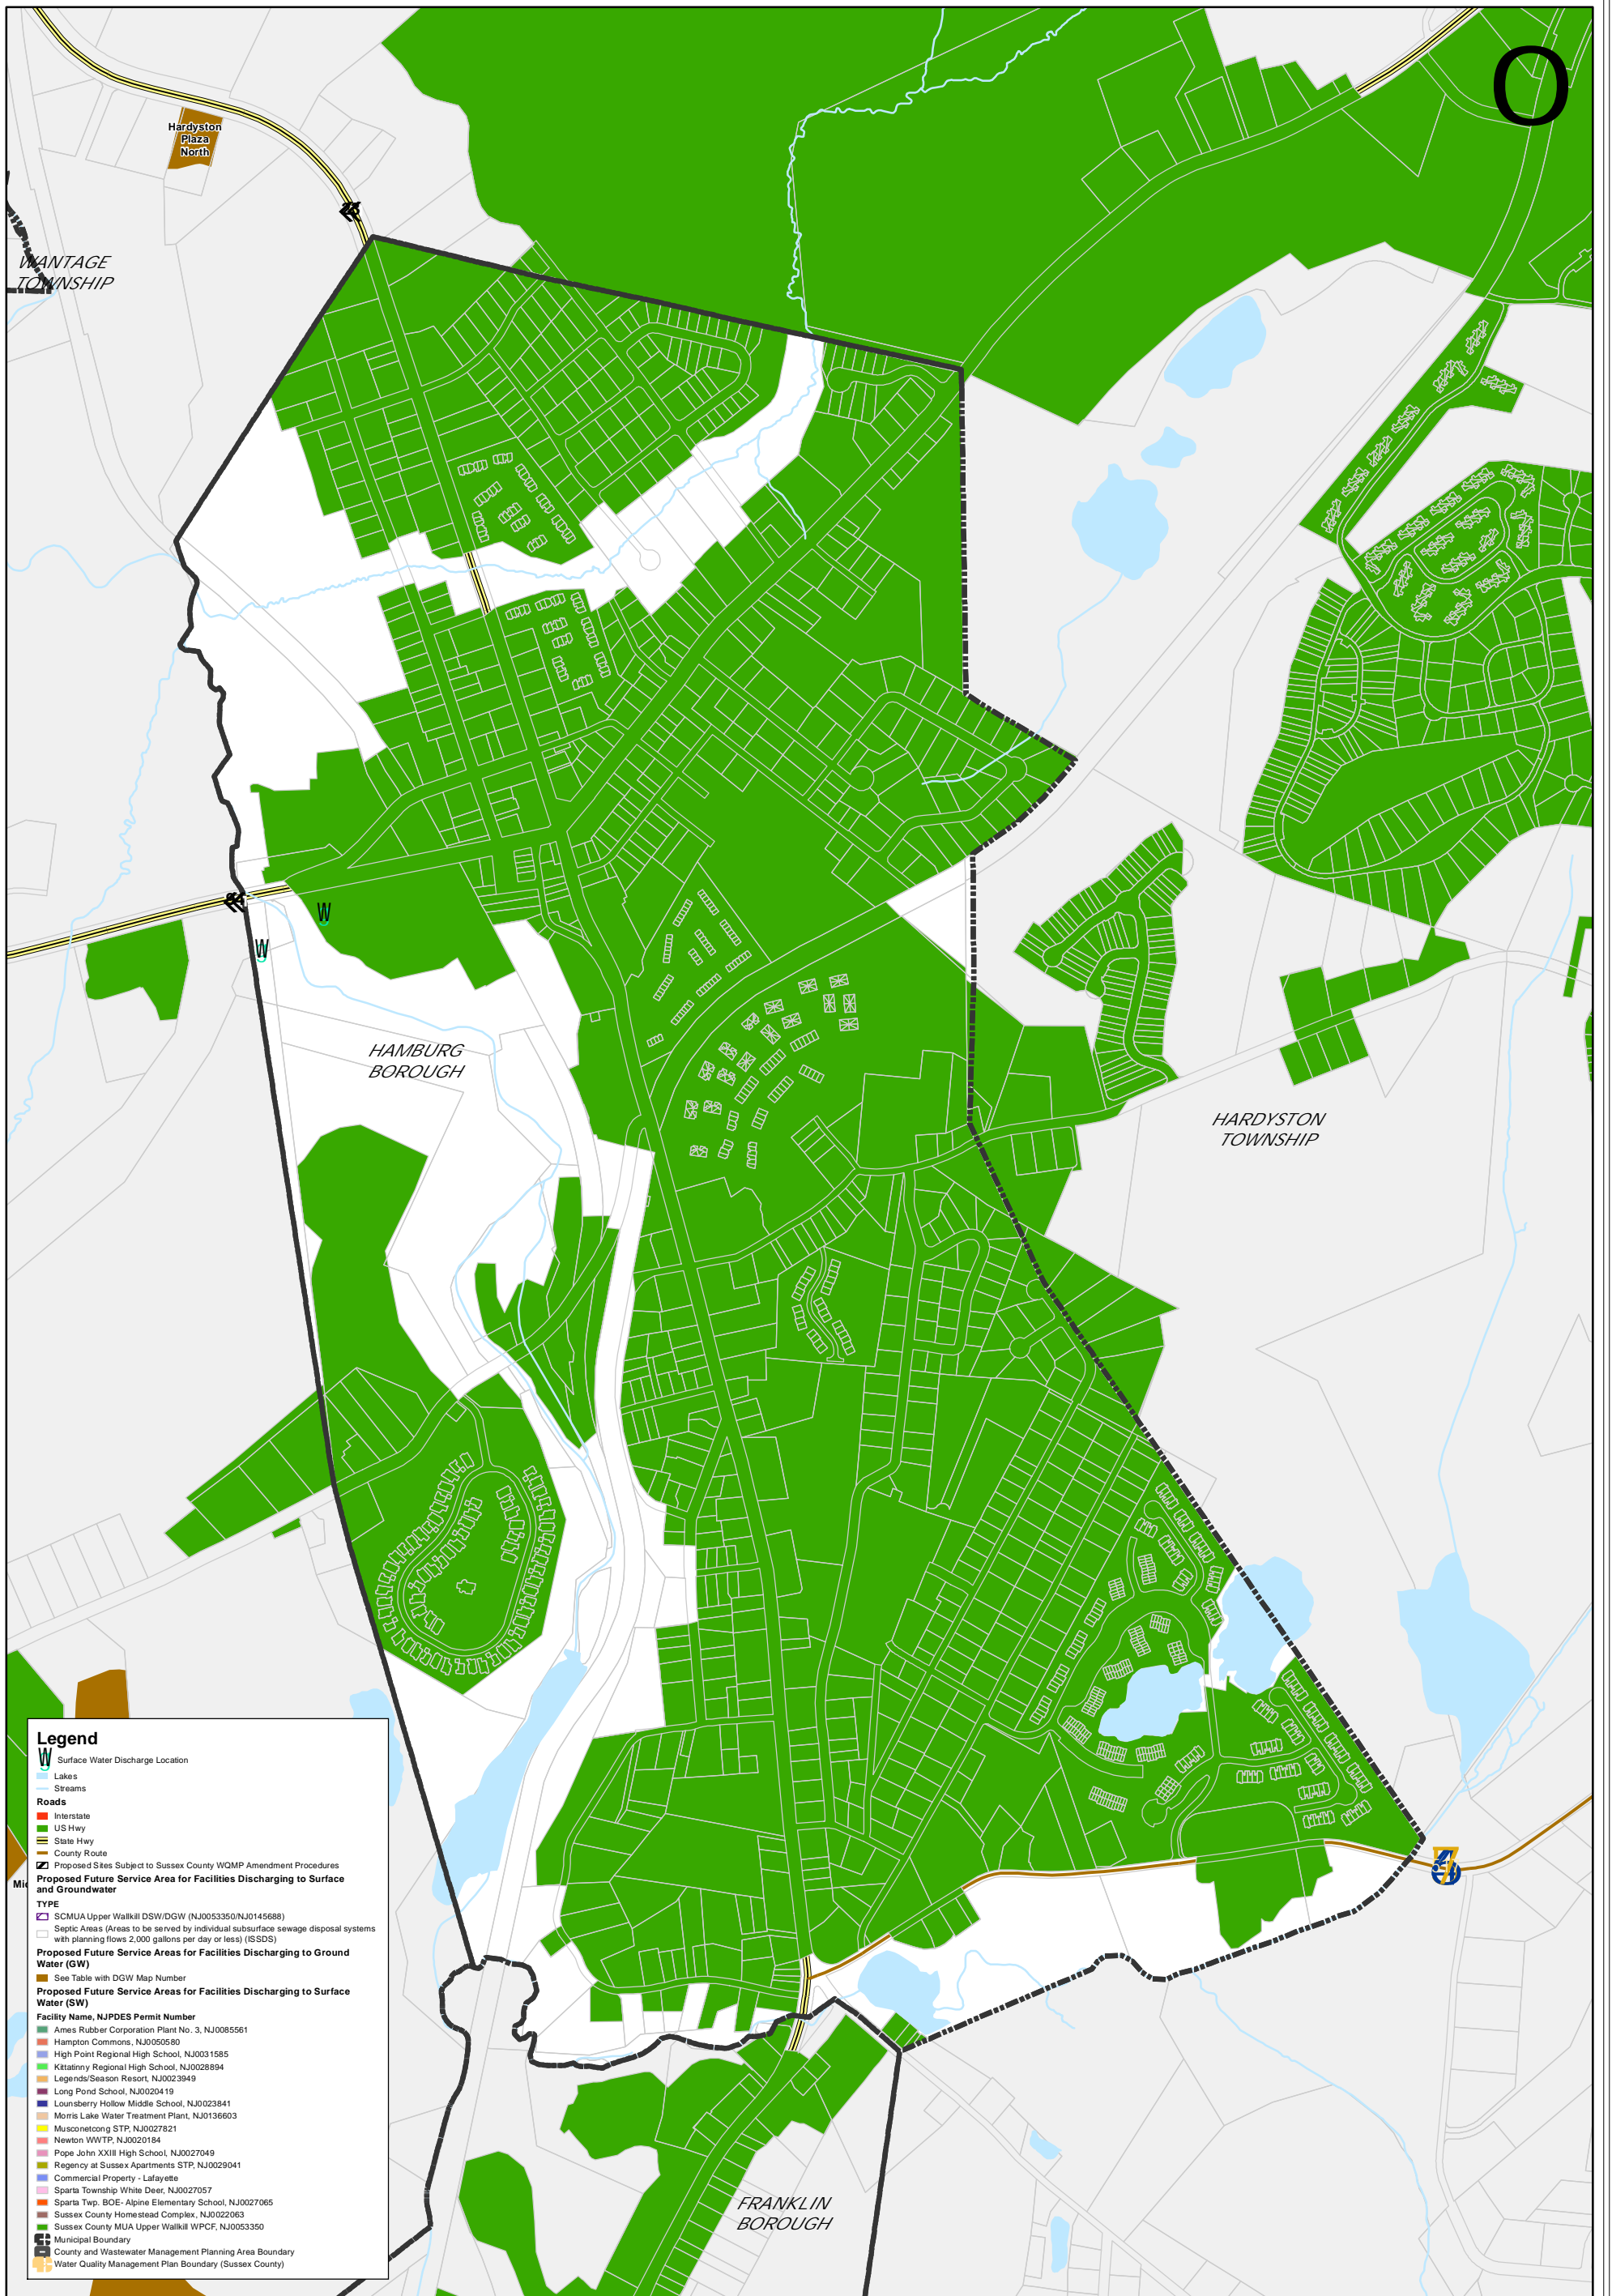 O
Hardyston
Plaza
North
23
WANTAGE
TOWNSHIP
94
W
W
HAMBURG
BOROUGH
HARDYSTON
TOWNSHIP
FRANKLIN
BOROUGH
Legend
Surface Water Discharge Location
Lakes
Streams
Roads
Interstate
US Hwy
State Hwy
County Route
Proposed Sites Subject to Sussex County WQMP Amendment Procedures
Proposed Future Service Area for Facilities Discharging to Surface
and Groundwater
TYPE
SCMUA Upper Wallkill DSW/DGW (NJ0053350/NJ0145688)
Septic Areas (Areas to be served by individual subsurface sewage disposal systems
with planning flows 2,000 gallons per day or less) (ISSDS)
Proposed Future Service Areas for Facilities Discharging to Ground
Water (GW)
See Table with DGW Map Number
Proposed Future Service Areas for Facilities Discharging to Surface
Water (SW)
Facility Name, NJPDES Permit Number
Ames Rubber Corporation Plant No. 3, NJ0085561
Hampton Commons, NJ0050580
High Point Regional High School, NJ0031585
Kittatinny Regional High School, NJ0028894
Legends/Season Resort, NJ0023949
Long Pond School, NJ0020419
Lounsberry Hollow Middle School, NJ0023841
Morris Lake Water Treatment Plant, NJ0136603
Musconetcong STP, NJ0027821
Newton WWTP, NJ0020184
Pope John XXIII High School, NJ0027049
Regency at Sussex Apartments STP, NJ0029041
Commercial Property - Lafayette
Sparta Township White Deer, NJ0027057
Sparta Twp. BOE- Alpine Elementary School, NJ0027065
Sussex County Homestead Complex, NJ0022063
Sussex County MUA Upper Wallkill WPCF, NJ0053350
Municipal Boundary
County and Wastewater Management Planning Area Boundary
Water Quality Management Plan Boundary (Sussex County)